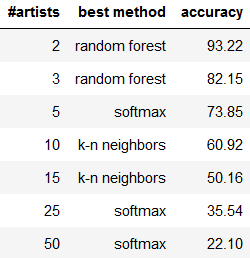 #artists best method accuracy
2 random forest 93.22
3 random forest 82.15
5 softmax 73.85
10 k-n neighbors 60.92
15 k-n neighbors 50.16
25 softmax 35.54
50 softmax 22.10